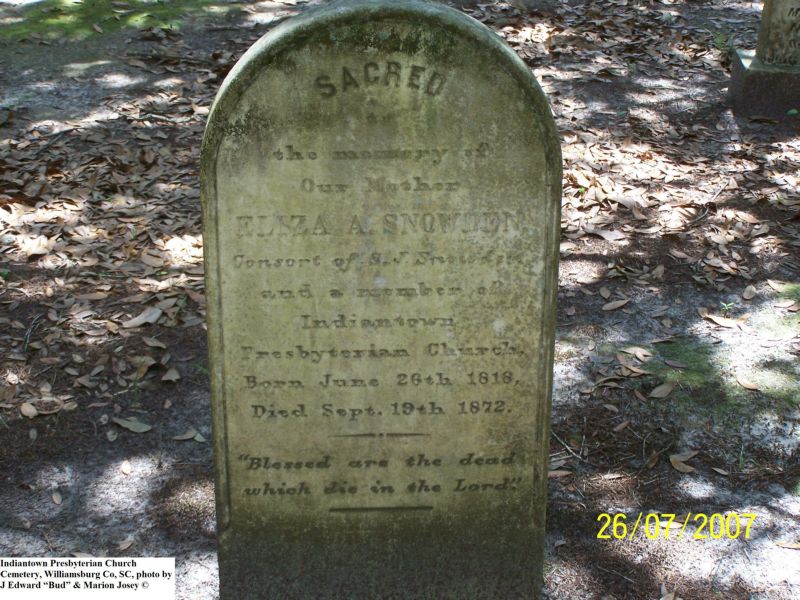 SACRED
to
the memory of
Our Mother
ELIZA A. SNOWDEN
Consort of S. J. Snowden
and a member of
Indiantown
Presbyterian Church.
Born June 26th 1818,
Died Sept. 19th 1872.
"Blessed are the dead
which die in the Lord."
26/07/2007
Indiantown Presbyterian Church
Cemetery, Williamsburg Co, SC, photo by
J Edward “Bud” & Marion Josey ©